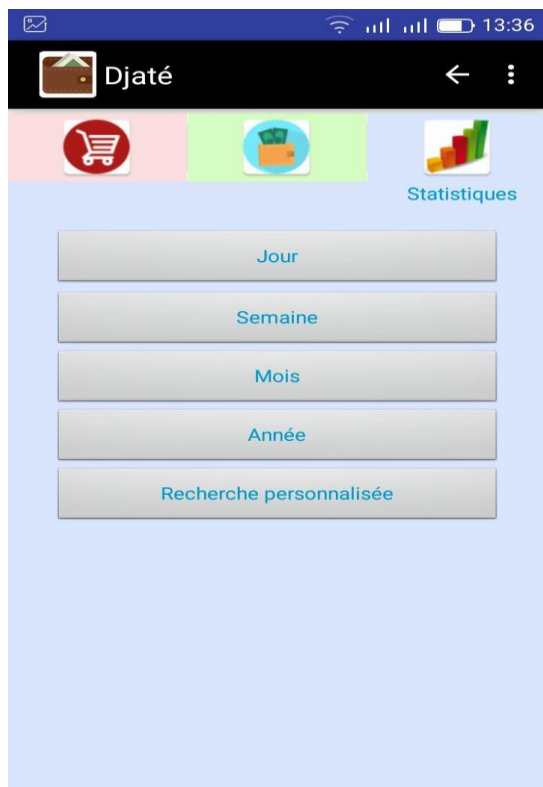 13:36
Djaté
Statistiques
Jour
Semaine
Mois
Année
Recherche personnalisée